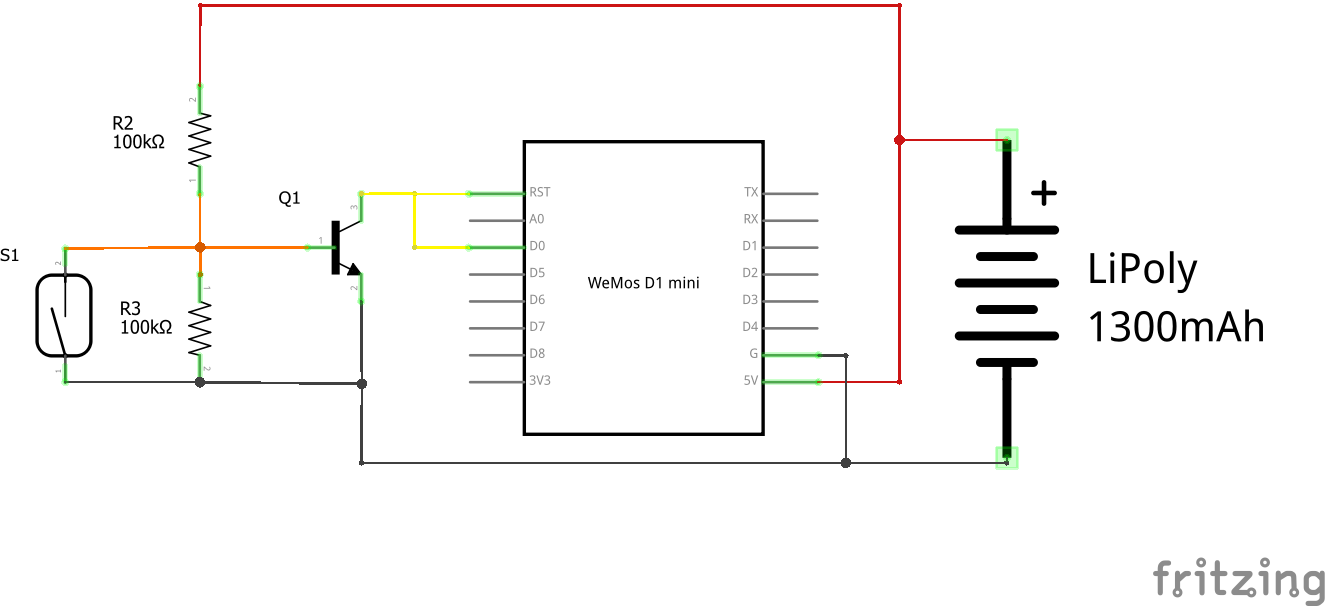 R2
100kΩ
2
1
S1
2
1
R3
100kΩ
1
2
Q1
1
3
2
RST
A0
D0
D5
D6
D7
D8
3V3
WeMos D1 mini
TX
RX
D1
D2
D3
D4
G
5V
+
LiPoly
1300mAh
fritzing